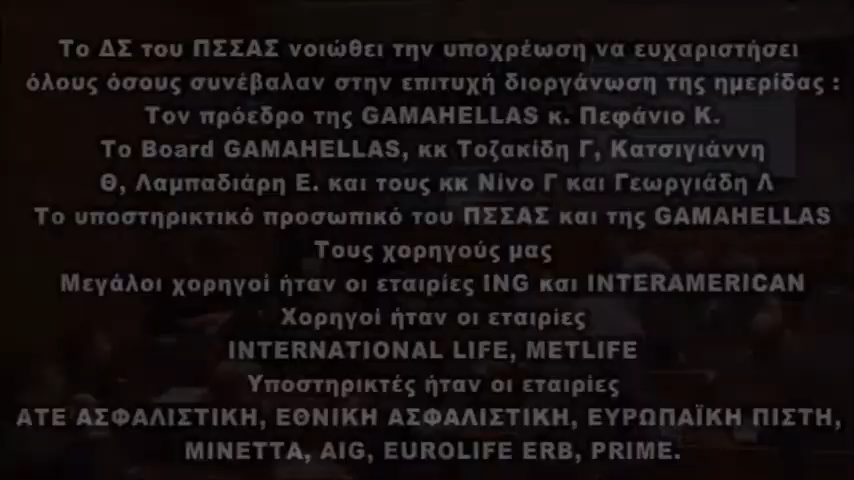 Το ΔΣ του ΠΣΣΑΣ νοιώθει την υποχρέωση να ευχαριστήσει
όλους όσους συνέβαλαν στην επιτυχή διοργάνωση της ημερίδας :
Τον πρόεδρο της GAMAHELLAS κ. Πεφάνιο Κ.
Το Board GAMAHELLAS, κκ Τοζακίδη Γ, Κατσιγιάννη
Θ, Λαμπαδιάρη Ε. και τους κκ Νίνο Γ και Γεωργιάδη Λ
Το υποστηρικτικό προσωπικό του ΠΣΣΑΣ και της GAMAHELLAS
Τους χορηγούς μας
Μεγάλοι χορηγοί ήταν οι εταιρίες ING και INTERAMERICAN
Χορηγοί ήταν οι εταιρίες
INTERNATIONAL LIFE, METLIFE
Υποστηρικτές ήταν οι εταιρίες
ΑΤΕ ΑΣΦΑΛΙΣΤΙΚΗ, ΕΘΝΙΚΗ ΑΣΦΑΛΙΣΤΙΚΗ, ΕΥΡΩΠΑΪΚΗ ΠΙΣΤΗ,
MINETTA, AIG, EUROLIFE ERB, PRIME.